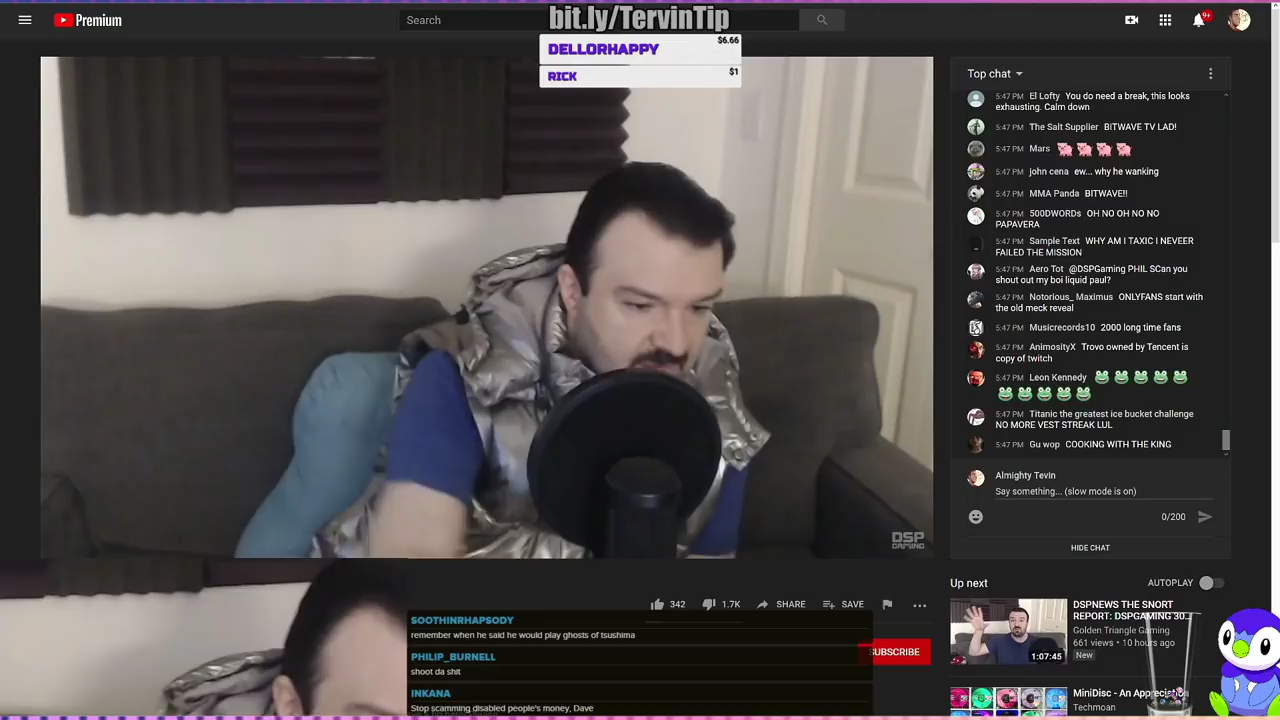 Premium
Search
bit.ly/TervinTip
9+
DELLORHAPPY $6.66
RICK $1
DSP
GAMING
Top chat
5:47 PM El Lofty You do need a break, this looks
exhausting. Calm down
5:47 PM The Salt Supplier BITWAVE TV LAD!
5:47 PM Mars
5:47 PM john cena ew... why he wanking
5:47 PM MMA Panda BITWAVE!!
5:47 PM 500DWORDs OH NO OH NO NO
PAPAVERA
5:47 PM Sample Text WHY AM I TAXIC I NEVEER
FAILED THE MISSION
5:47 PM Aero Tot @DSPGaming PHIL SCan you
shout out my boi liquid paul?
5:47 PM Notorious_ Maximus ONLYFANS start with
the old meck reveal
5:47 PM Musicrecords10 2000 long time fans
5:47 PM AnimosityX Trovo owned by Tencent is
copy of twitch
5:47 PM Leon Kennedy
5:47 PM Titanic the greatest ice bucket challenge
NO MORE VEST STREAK LUL
5:47 PM Gu wop COOKING WITH THE KING
Almighty Tevin
Say something... (slow mode is on)
0/200
HIDE CHAT
342 1.7K SHARE SAVE
SUBSCRIBE
SOOTHINRHAPSODY
remember when he said he would play ghosts of tsushima
PHILIP_BURNELL
shoot da shit
INKANA
Stop scamming disabled people's money, Dave
Up next AUTOPLAY
DSPNEWS THE SNORT
REPORT: DSPGAMING 30...
Golden Triangle Gaming
661 views • 10 hours ago
New
1:07:45
MiniDisc - An Appreciation
Techmoan